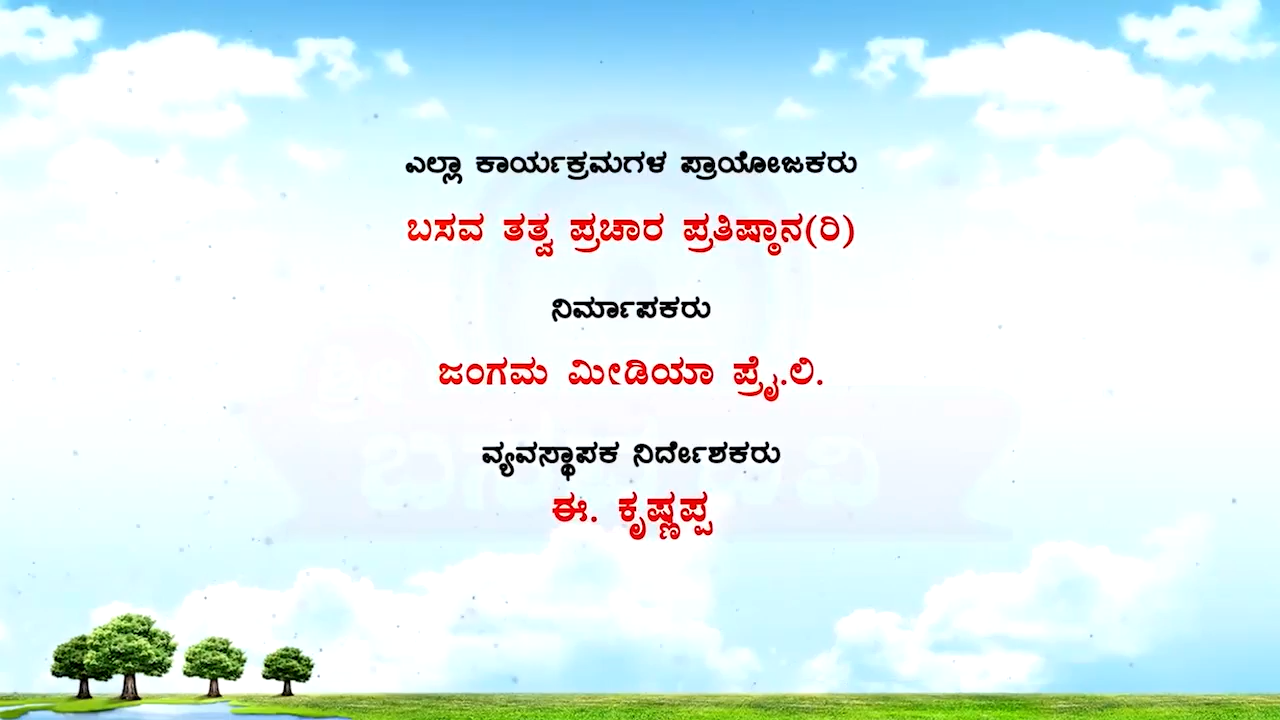 ಎಲ್ಲಾ ಕಾರ್ಯಕ್ರಮಗಳ ಪ್ರಾಯೋಜಕರು
ಬಸವ ತತ್ವ ಪ್ರಚಾರ ಪ್ರತಿಷ್ಠಾನ(ರಿ)
ನಿರ್ಮಾಪಕರು
ಜಂಗಮ ಮೀಡಿಯಾ ಪ್ರೈ.ಲಿ.
ವ್ಯವಸ್ಥಾಪಕ ನಿರ್ದೇಶಕರು
ಈ. ಕೃಷ್ಣಪ್ಪ